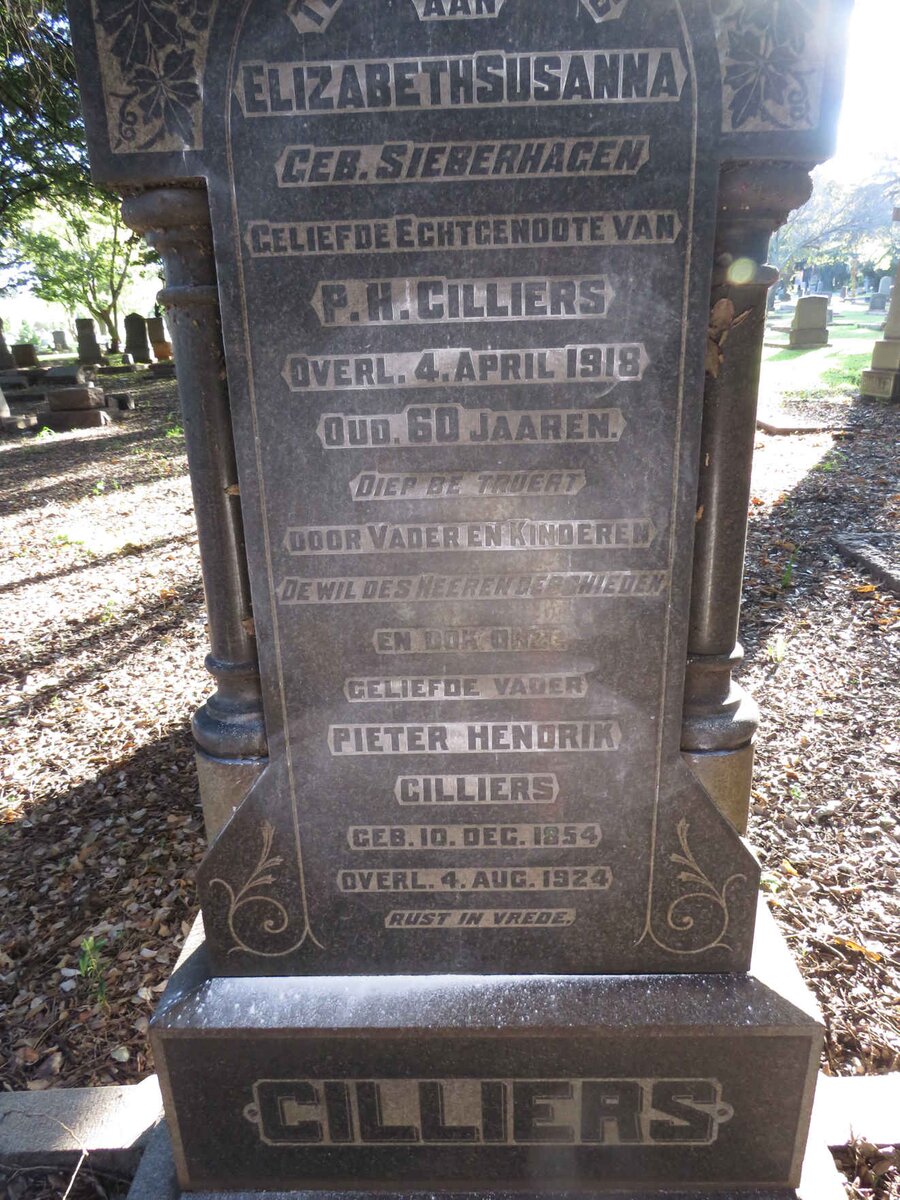 AAN
ELIZABETH SUSANNA
GEB. SIEBERHAGEN
GELIEFDE ECHTGENOOTE VAN
P. H. CILLIERS
OVERL. 4. APRIL 1918
OUD. 60 JAAREN.
DIEP BE TRUERT
DOOR VADER EN KINDEREN
DE WIL DES HEEREN GESCHIEDEN
EN OOK ONZE
GELIEFDE VADER
PIETER HENDRIK
CILLIERS
GEB. 10. DEC. 1854
OVERL. 4. AUG. 1924
RUST IN VREDE.
CILLIERS